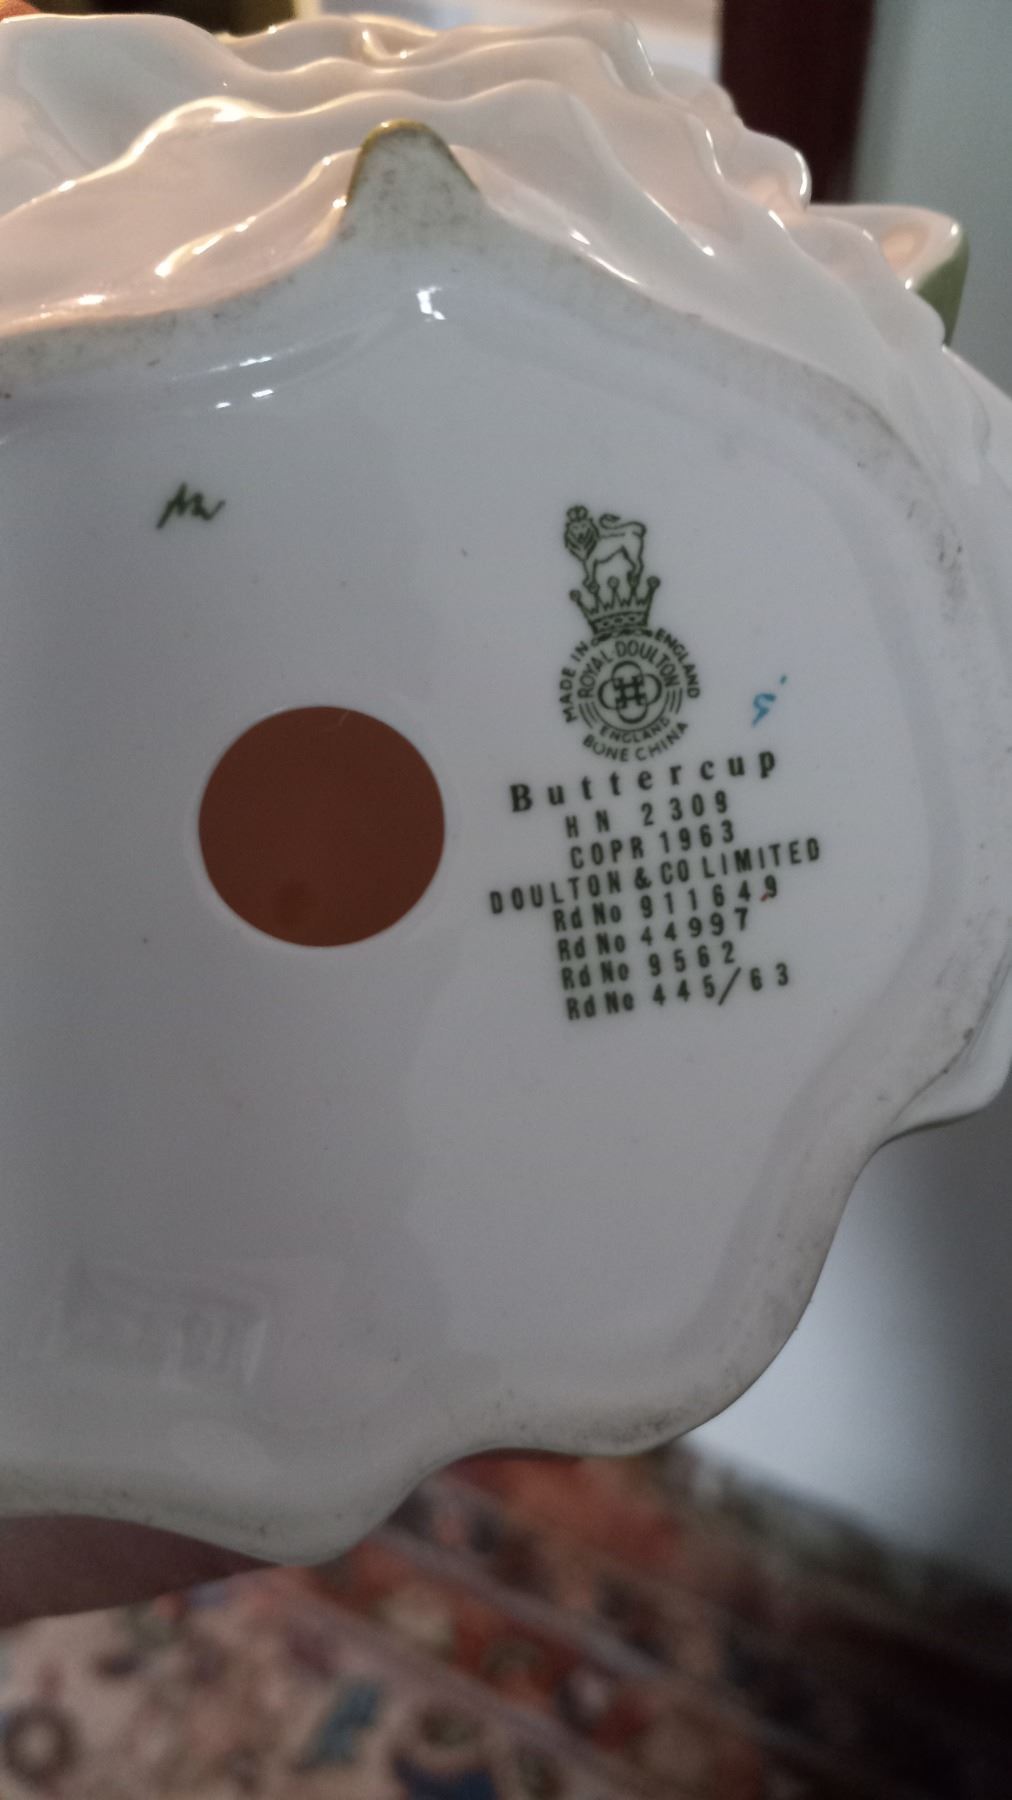 MADE IN ENGLAND
ROYAL·DOULTON
ENGLAND
BONE CHINA
Buttercup
HN 2309
COPR 1963
DOULTON & CO LIMITED
Rd No 911649
Rd No 44997
Rd No 9562
Rd No 445/63